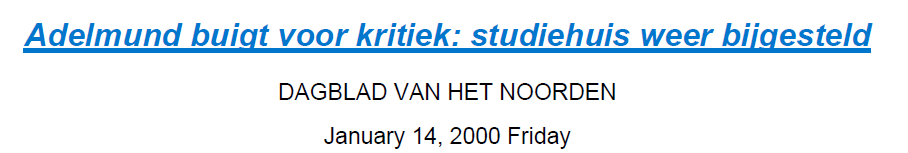 Adelmund buigt voor kritiek: studiehuis weer bijgesteld
DAGBLAD VAN HET NOORDEN
January 14, 2000 Friday